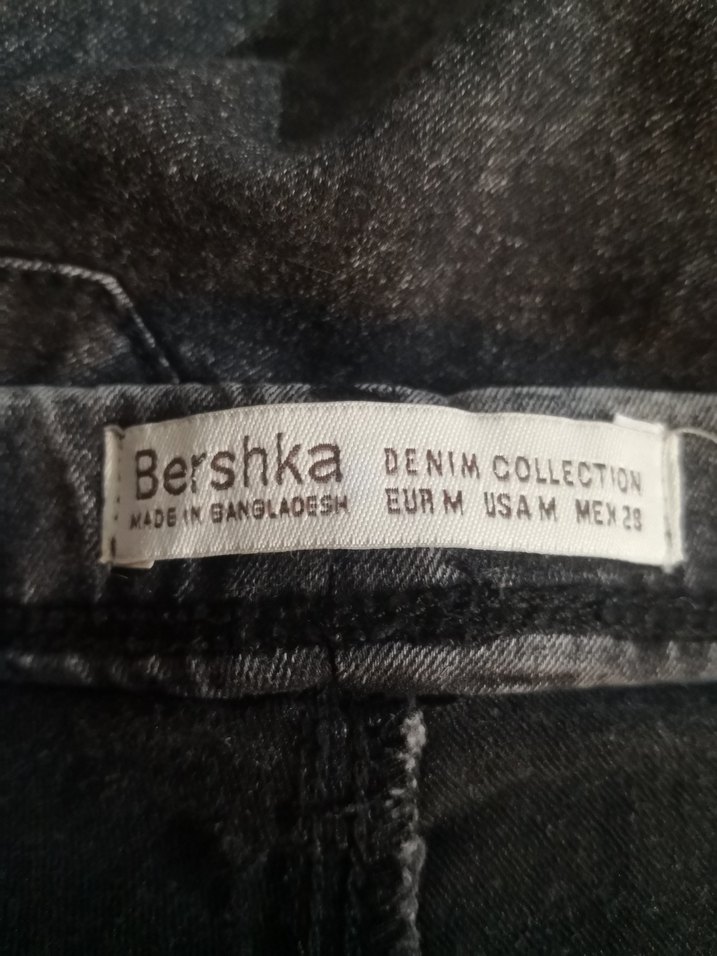 Bershka
MADE IN BANGLADESH
DENIM COLLECTION
EUR M USA M MEX 28